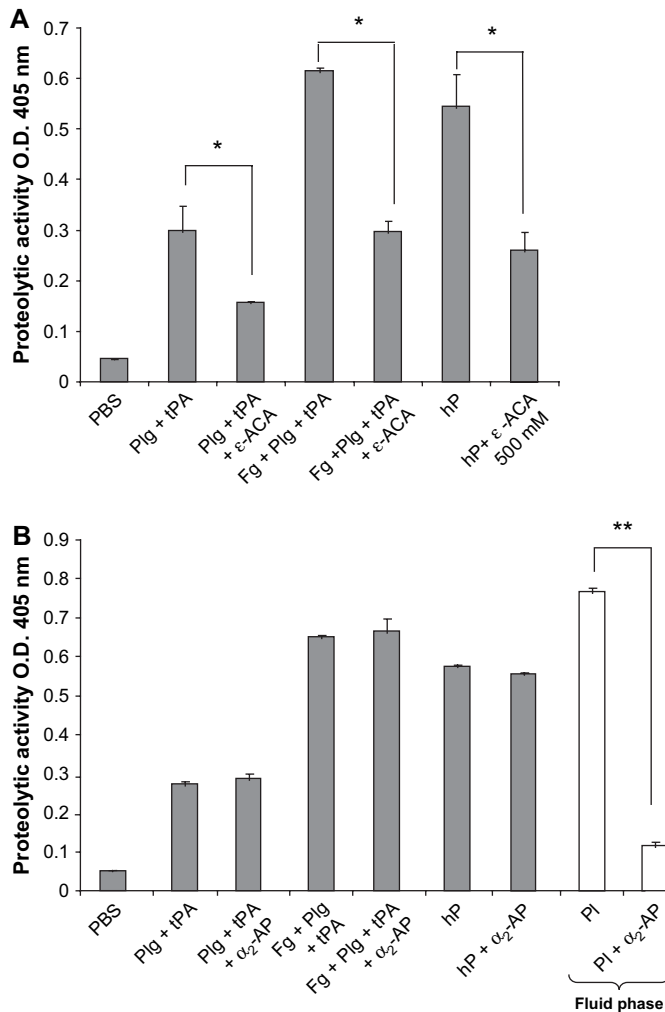 A
Proteolytic activity O.D. 405 nm
0.7
0.6
0.5
0.4
0.3
0.2
0.1
0
*
*
*
PBS
Plg + tPA
Plg + tPA
+ ε-ACA
Fg + Plg + tPA
Fg +Plg + tPA
+ ε-ACA
hP
hP+ ε -ACA
500 mM
B
Proteolytic activity O.D. 405 nm
0.9
0.8
0.7
0.6
0.5
0.4
0.3
0.2
0.1
0
**
PBS
Plg + tPA
Plg + tPA
+ α2-AP
Fg + Plg
+ tPA
Fg + Plg + tPA
+ α2-AP
hP
hP + α2-AP
Pl
Pl + α2-AP
Fluid phase